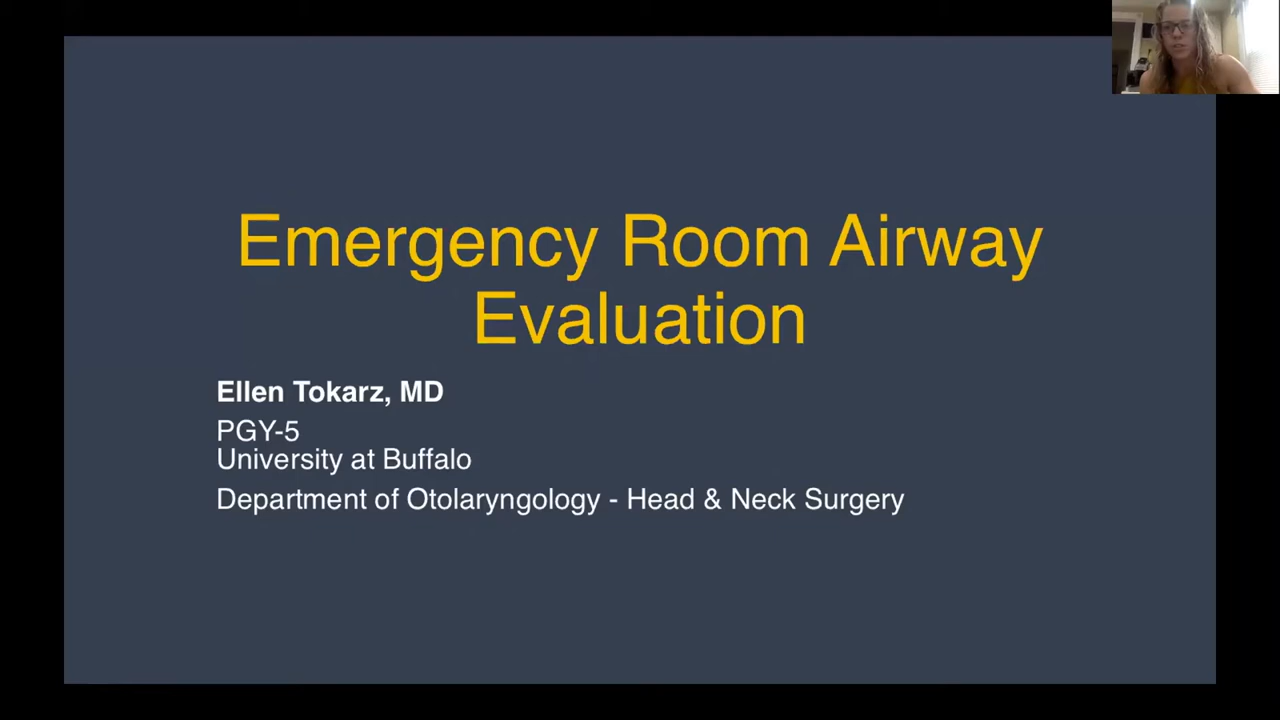 Emergency Room Airway
Evaluation
Ellen Tokarz, MD
PGY-5
University at Buffalo
Department of Otolaryngology - Head & Neck Surgery